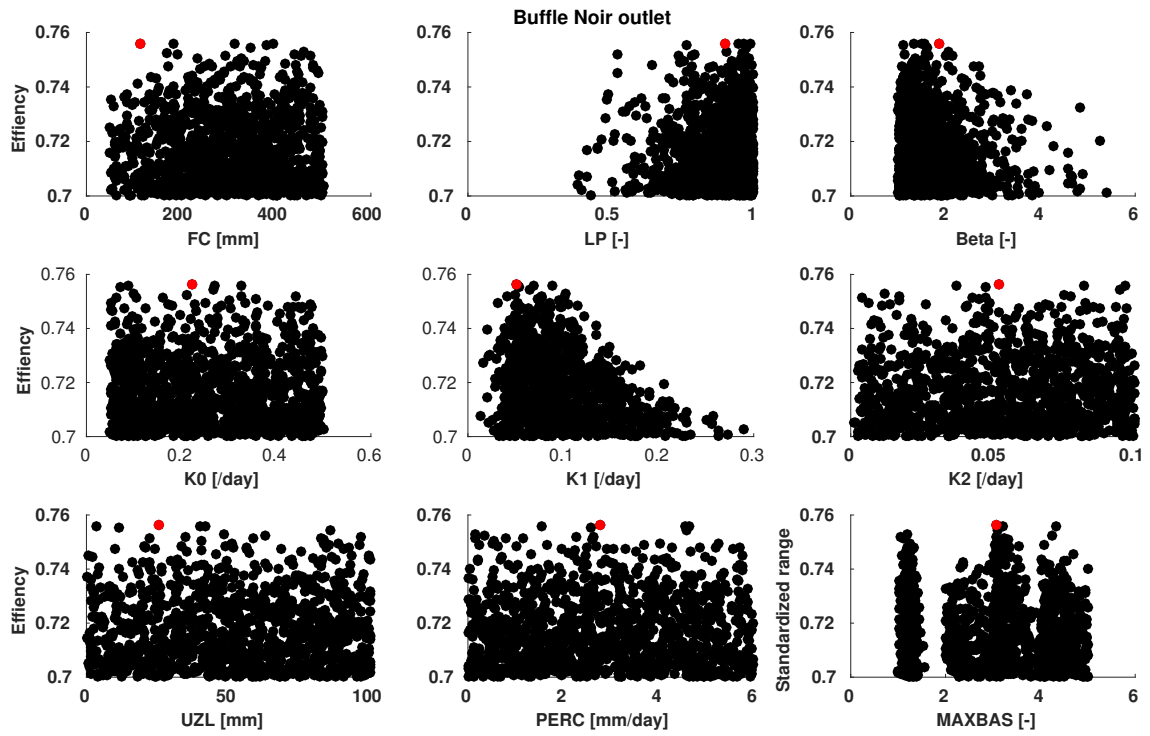 Buffle Noir outlet
Effiency
0.76
0.74
0.72
0.7
0 200 400 600
FC [mm]
0.76
0.74
0.72
0.7
0 0.5 1
LP [-]
0.76
0.74
0.72
0.7
0 2 4 6
Beta [-]
Effiency
0.76
0.74
0.72
0.7
0 0.2 0.4 0.6
K0 [/day]
0.76
0.74
0.72
0.7
0 0.1 0.2 0.3
K1 [/day]
0.76
0.74
0.72
0.7
0 0.05 0.1
K2 [/day]
Effiency
0.76
0.74
0.72
0.7
0 50 100
UZL [mm]
0.76
0.74
0.72
0.7
0 2 4 6
PERC [mm/day]
Standardized range
0.76
0.74
0.72
0.7
0 2 4 6
MAXBAS [-]